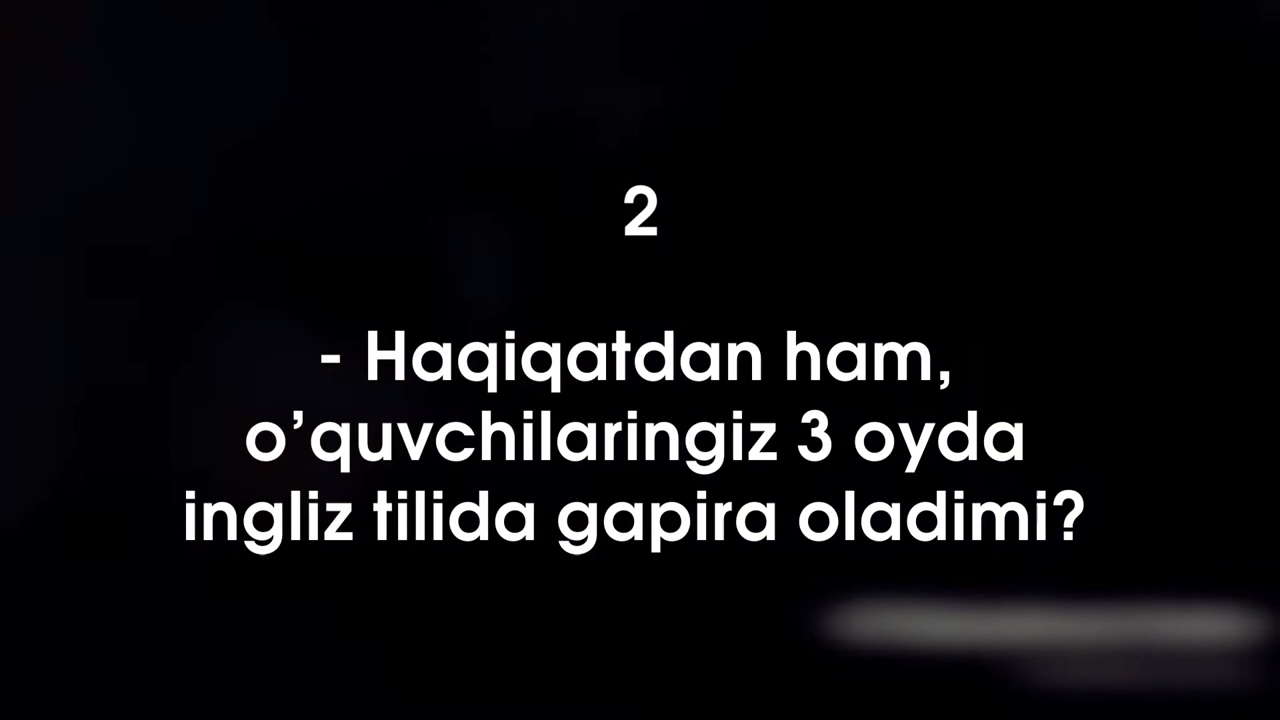 2
- Haqiqatdan ham,
o’quvchilaringiz 3 oyda
ingliz tilida gapira oladimi?